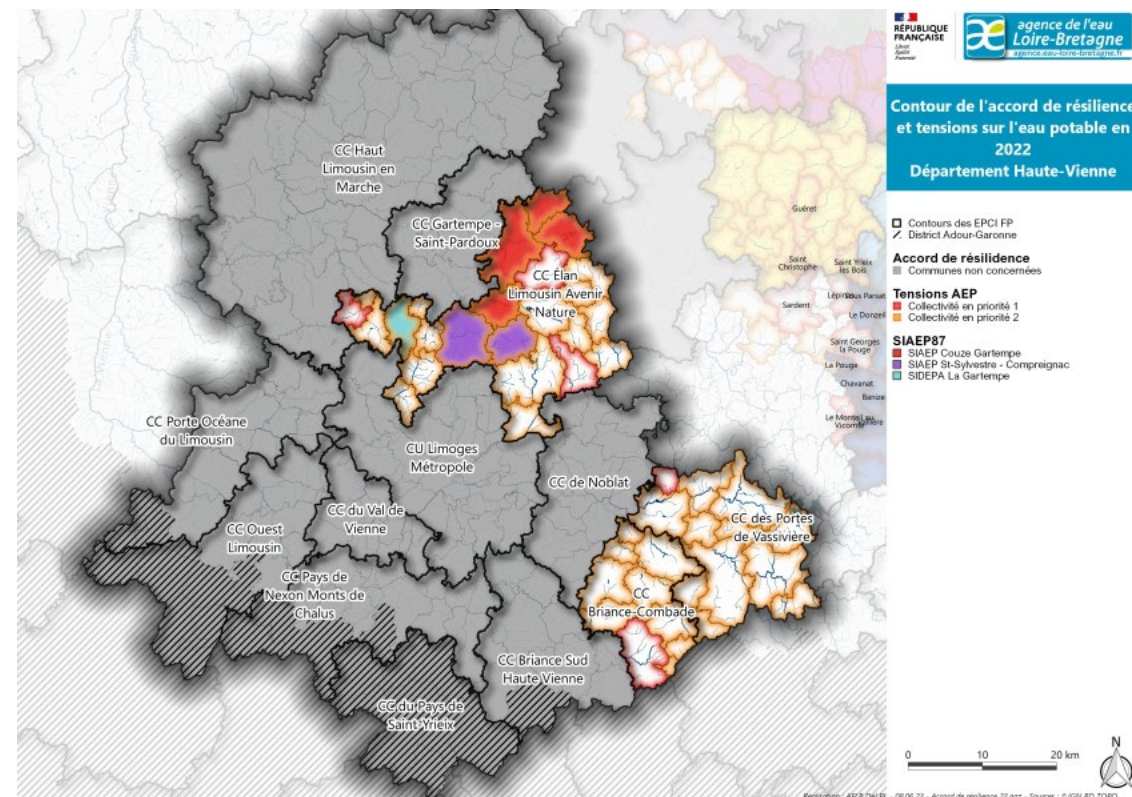 RÉPUBLIQUE
FRANÇAISE
Liberté
Égalité
Fraternité
agence de l'eau
Loire-Bretagne
agence.eau-loire-bretagne.fr
Contour de l'accord de résilience
et tensions sur l'eau potable en
2022
Département Haute-Vienne
Contours des EPCI FP
District Adour-Garonne
Accord de résilidence
Communes non concernées
Tensions AEP
Collectivité en priorité 1
Collectivité en priorité 2
SIAEP87
SIAEP Couze Gartempe
SIAEP St-Sylvestre - Compreignac
SIDEPA La Gartempe
CC Haut
Limousin en
Marche
CC Gartempe -
Saint-Pardoux
CC Élan
Limousin Avenir
Nature
CC Porte Océane
du Limousin
CU Limoges
Métropole
CC de Noblat
CC du Val de
Vienne
CC Ouest
Limousin
CC des Portes
de Vassivière
CC Pays de
Nexon Monts de
Chalus
CC
Briance-Combade
CC Briance Sud
Haute Vienne
CC du Pays de
Saint-Yrieix
Guéret
Saint
Christophe
Saint Yrieix
les Bois
Sardent
Le Donzeil
Saint Georges
la Pouge
La Pouge
Chavanat
Banize
0 10 20 km
N